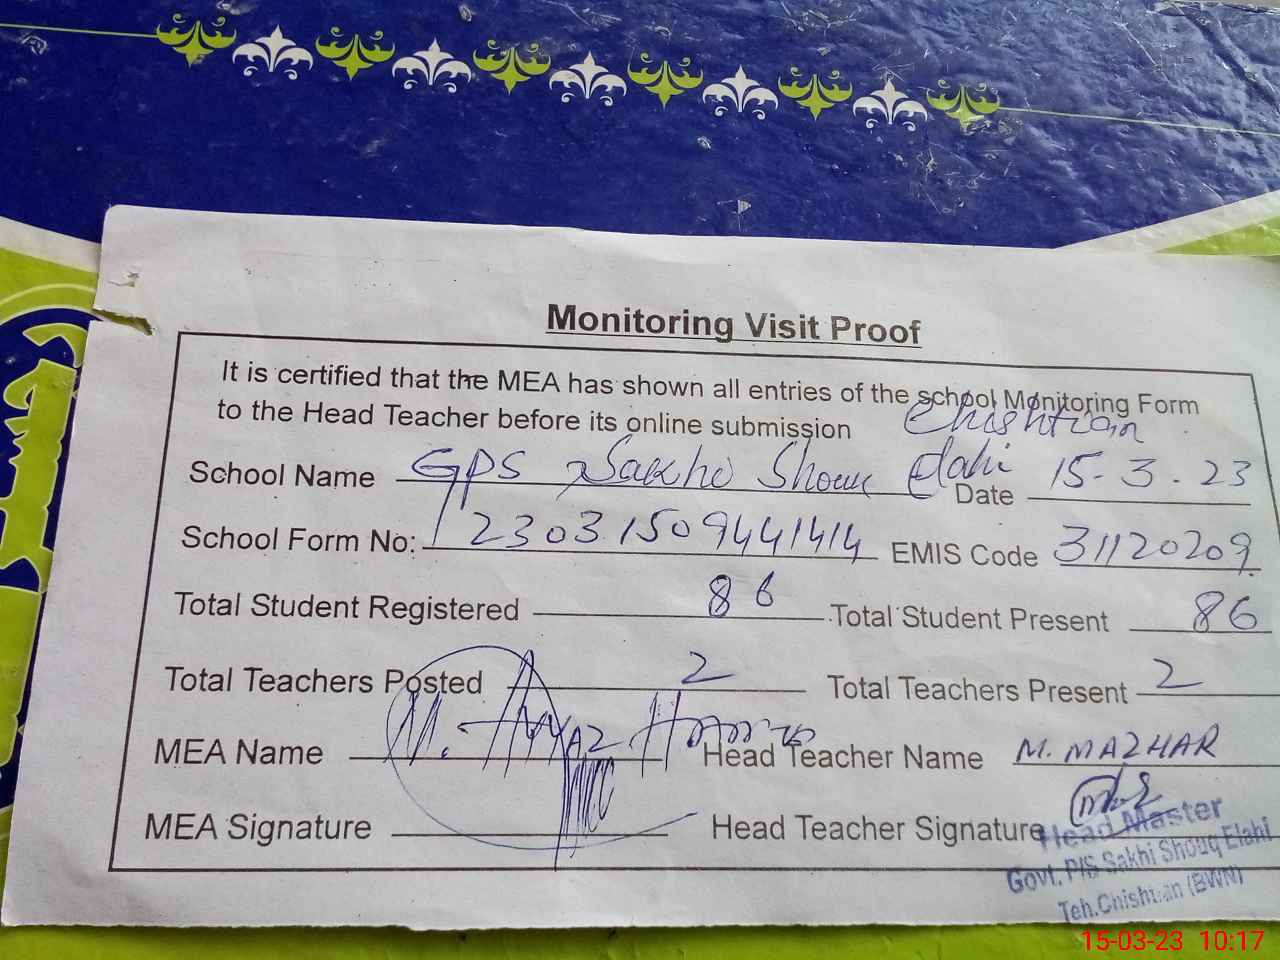 Monitoring Visit Proof
It is certified that the MEA has shown all entries of the school Monitoring Form
to the Head Teacher before its online submission
Chishtian
School Name GPS Sakhi Shouq Elahi Date 15-3.23
School Form No: 23031509441414 EMIS Code 31120209
Total Student Registered 86 Total Student Present 86
Total Teachers Posted 2 Total Teachers Present 2
MEA Name M. Head Teacher Name M. MAZHAR
MEA Signature Head Teacher Signature
Head Master
Govt. P/S Sakhi Shouq Elahi
Teh.Chishtian (BWN)
15-03-23 10:17